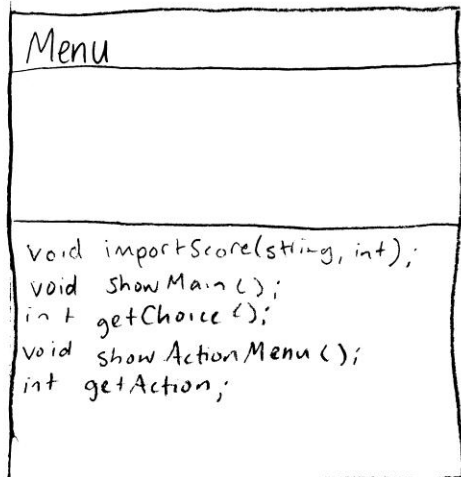 Menu
void importScore(string, int);
void showMain();
int getChoice();
void showActionMenu();
int getAction;